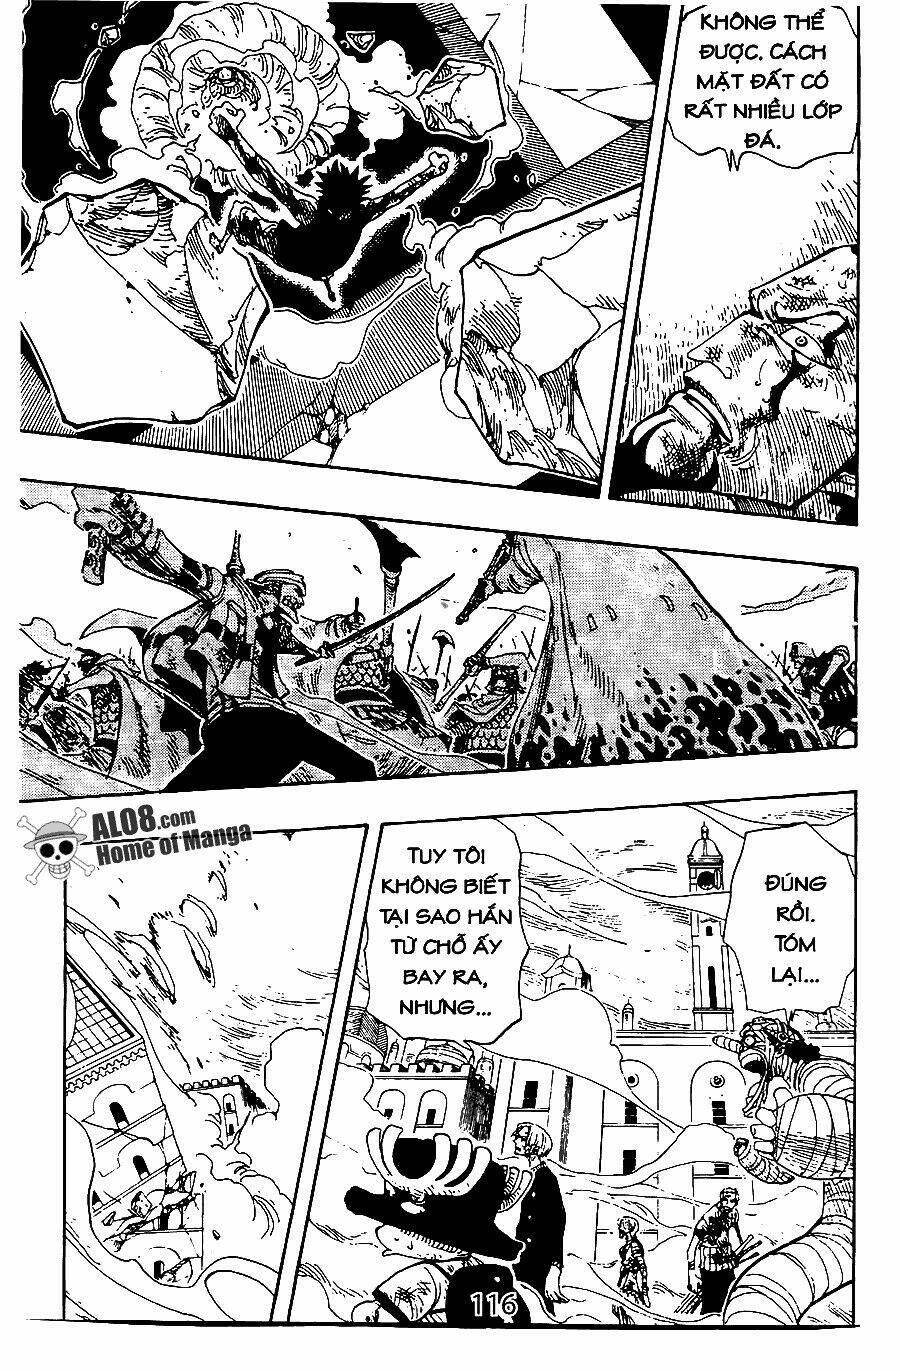 KHÔNG THỂ
ĐƯỢC. CÁCH
MẶT ĐẤT CÓ
RẤT NHIỀU LỚP
ĐÁ.
ĐÚNG
RỒI.
TÓM
LẠI...
TUY TÔI
KHÔNG BIẾT
TẠI SAO HẮN
TỪ CHỖ ẤY
BAY RA,
NHƯNG...
AL08.com
Home of Manga
116